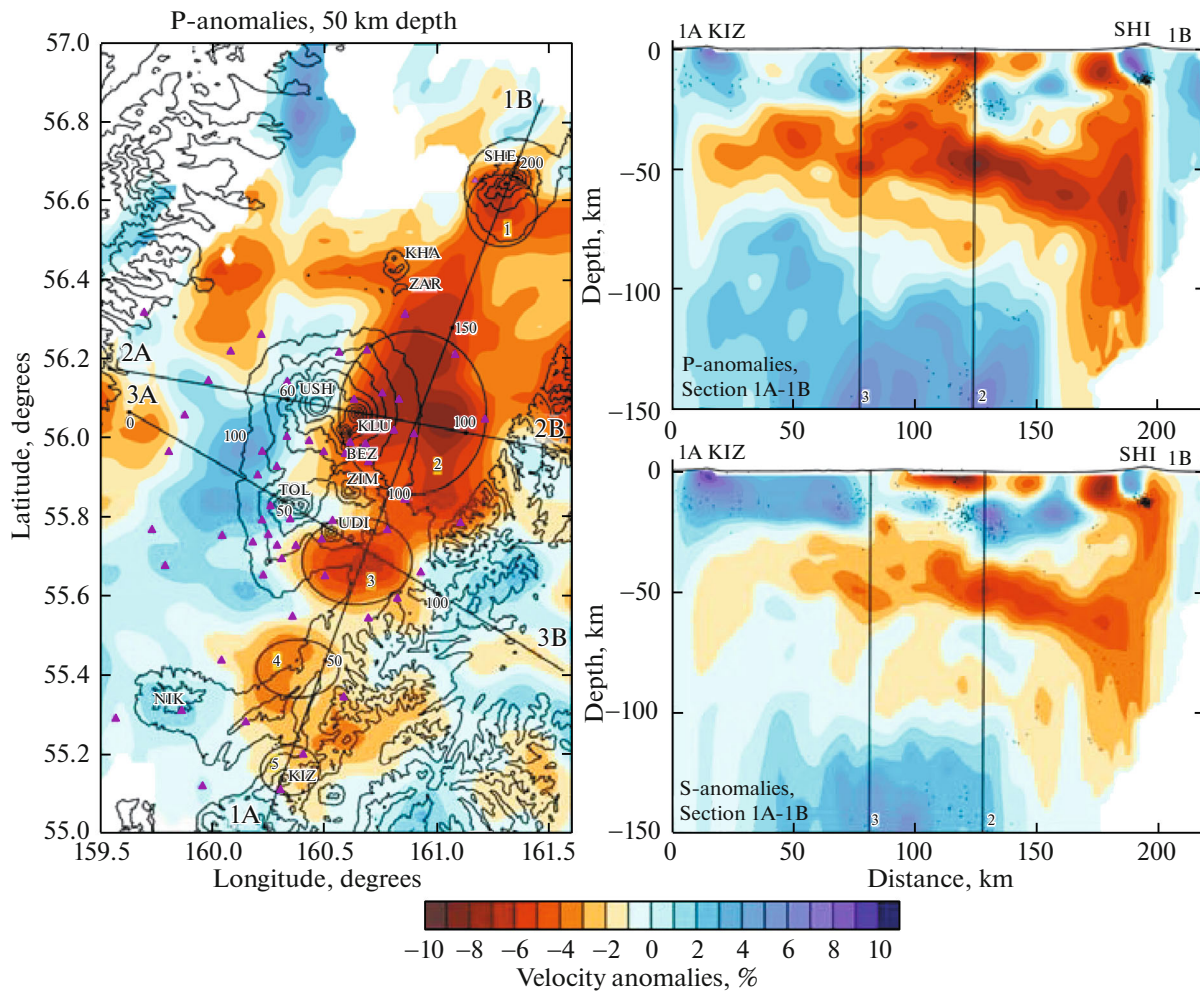 P-anomalies, 50 km depth
57.0
56.8
56.6
56.4
56.2
56.0
55.8
55.6
55.4
55.2
55.0
Latitude, degrees
159.5
160.0
160.5
161.0
161.5
Longitude, degrees
1B
SHE
200
1
KHA
ZAR
150
2A
3A
0
60
USH
KLU
100
2B
100
BEZ
2
ZIM
100
TOL
50
UDI
3
100
3B
4
50
NIK
5
KIZ
1A
1A KIZ
SHI
1B
0
−50
−100
−150
Depth, km
P-anomalies,
Section 1A-1B
3
2
1A KIZ
SHI
1B
0
−50
−100
−150
Depth, km
S-anomalies,
Section 1A-1B
3
2
0
50
100
150
200
Distance, km
−10
−8
−6
−4
−2
0
2
4
6
8
10
Velocity anomalies, %